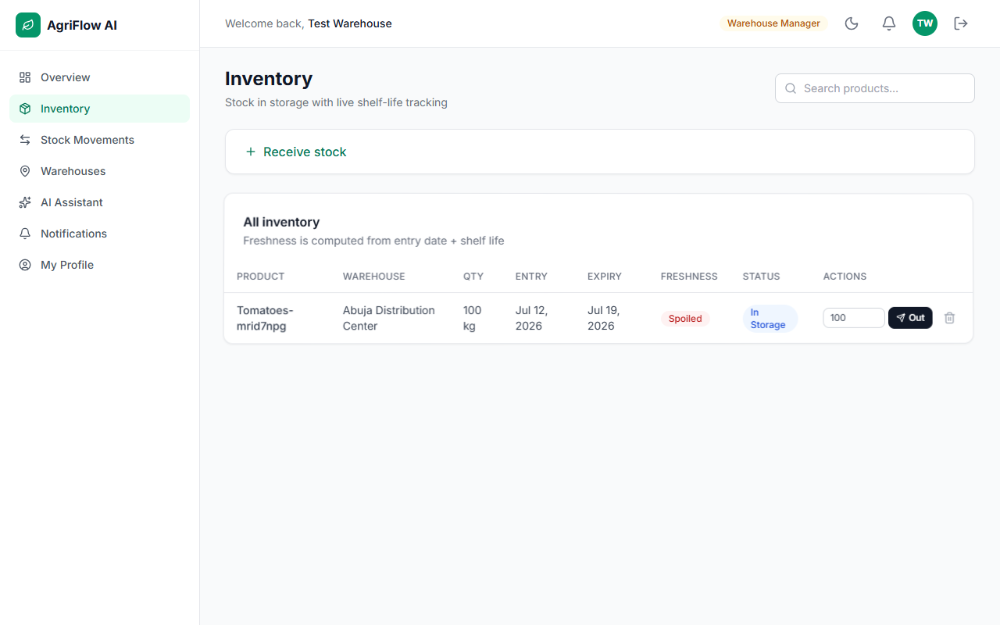 AgriFlow AI
Welcome back, Test Warehouse
Warehouse Manager
TW
Overview
Inventory
Stock Movements
Warehouses
AI Assistant
Notifications
My Profile
Inventory
Stock in storage with live shelf-life tracking
Search products...
+ Receive stock
All inventory
Freshness is computed from entry date + shelf life
PRODUCT WAREHOUSE QTY ENTRY EXPIRY FRESHNESS STATUS ACTIONS
Tomatoes- Abuja Distribution 100 Jul 12, Jul 19, Spoiled In 100 Out
mrid7npg Center kg 2026 2026 Storage